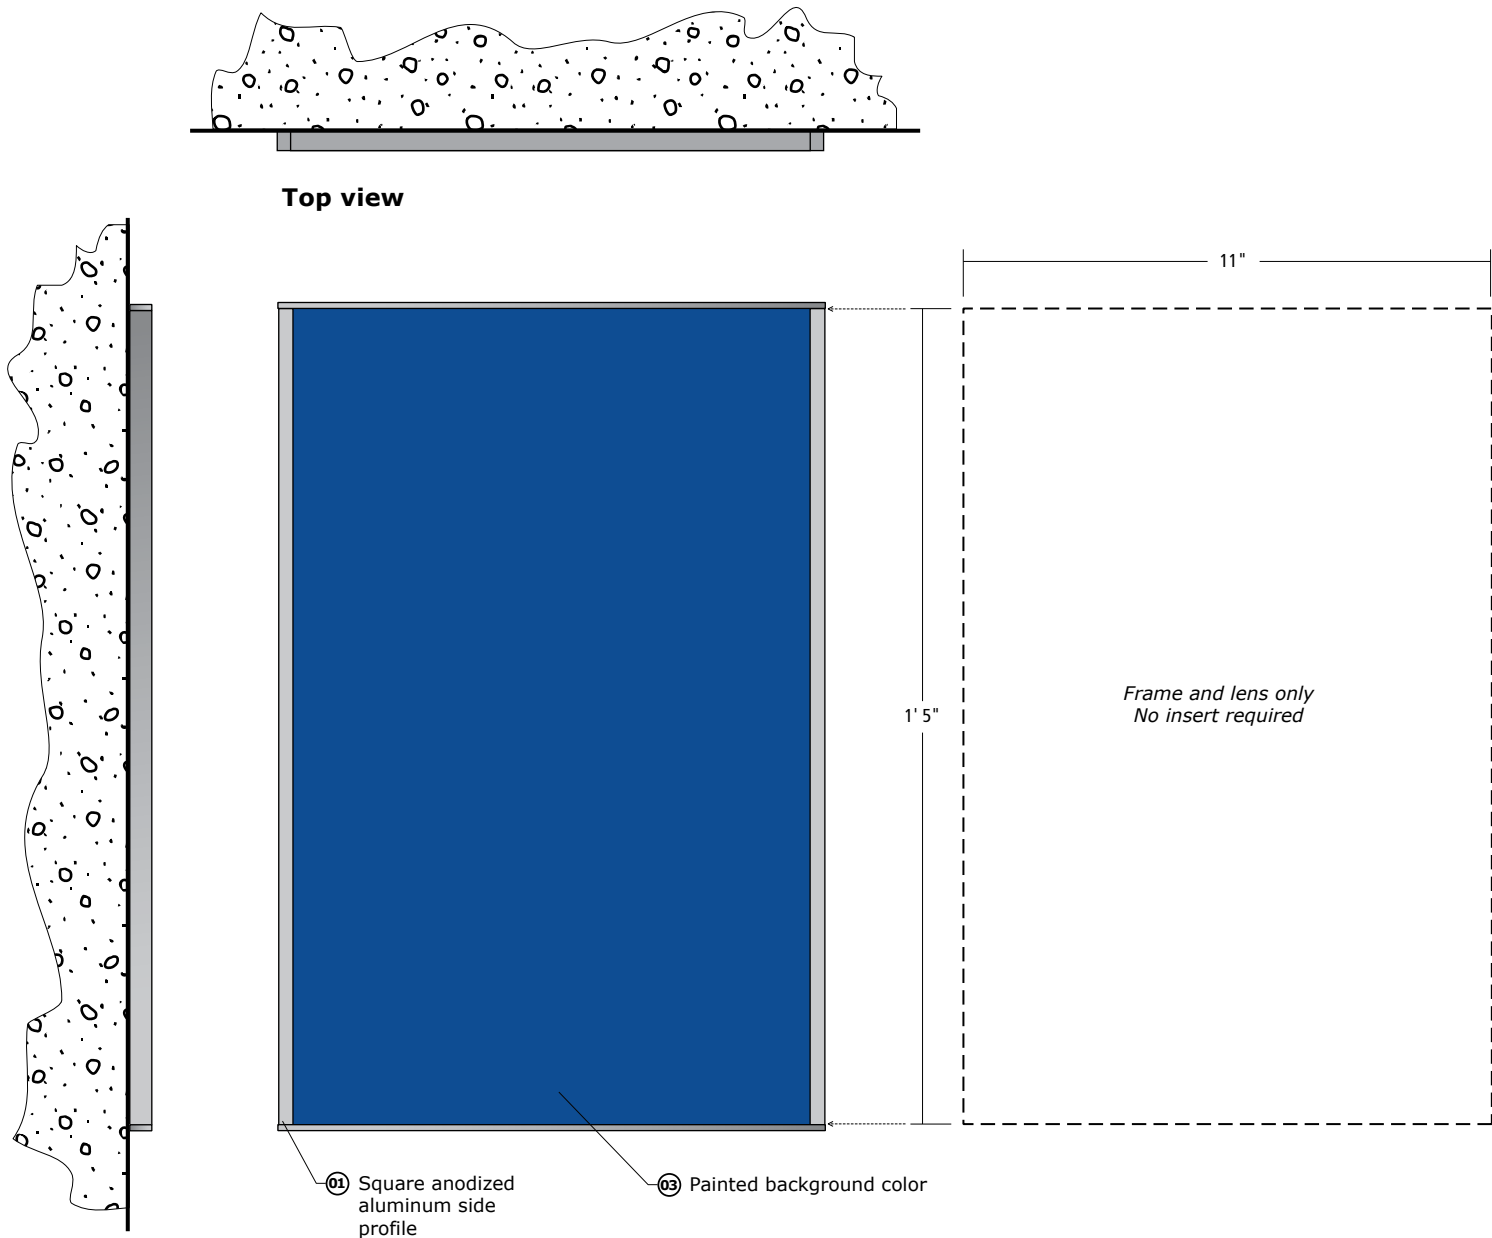 Top view
11"
1' 5"
Frame and lens only
No insert required
01 Square anodized
aluminum side
profile
03 Painted background color